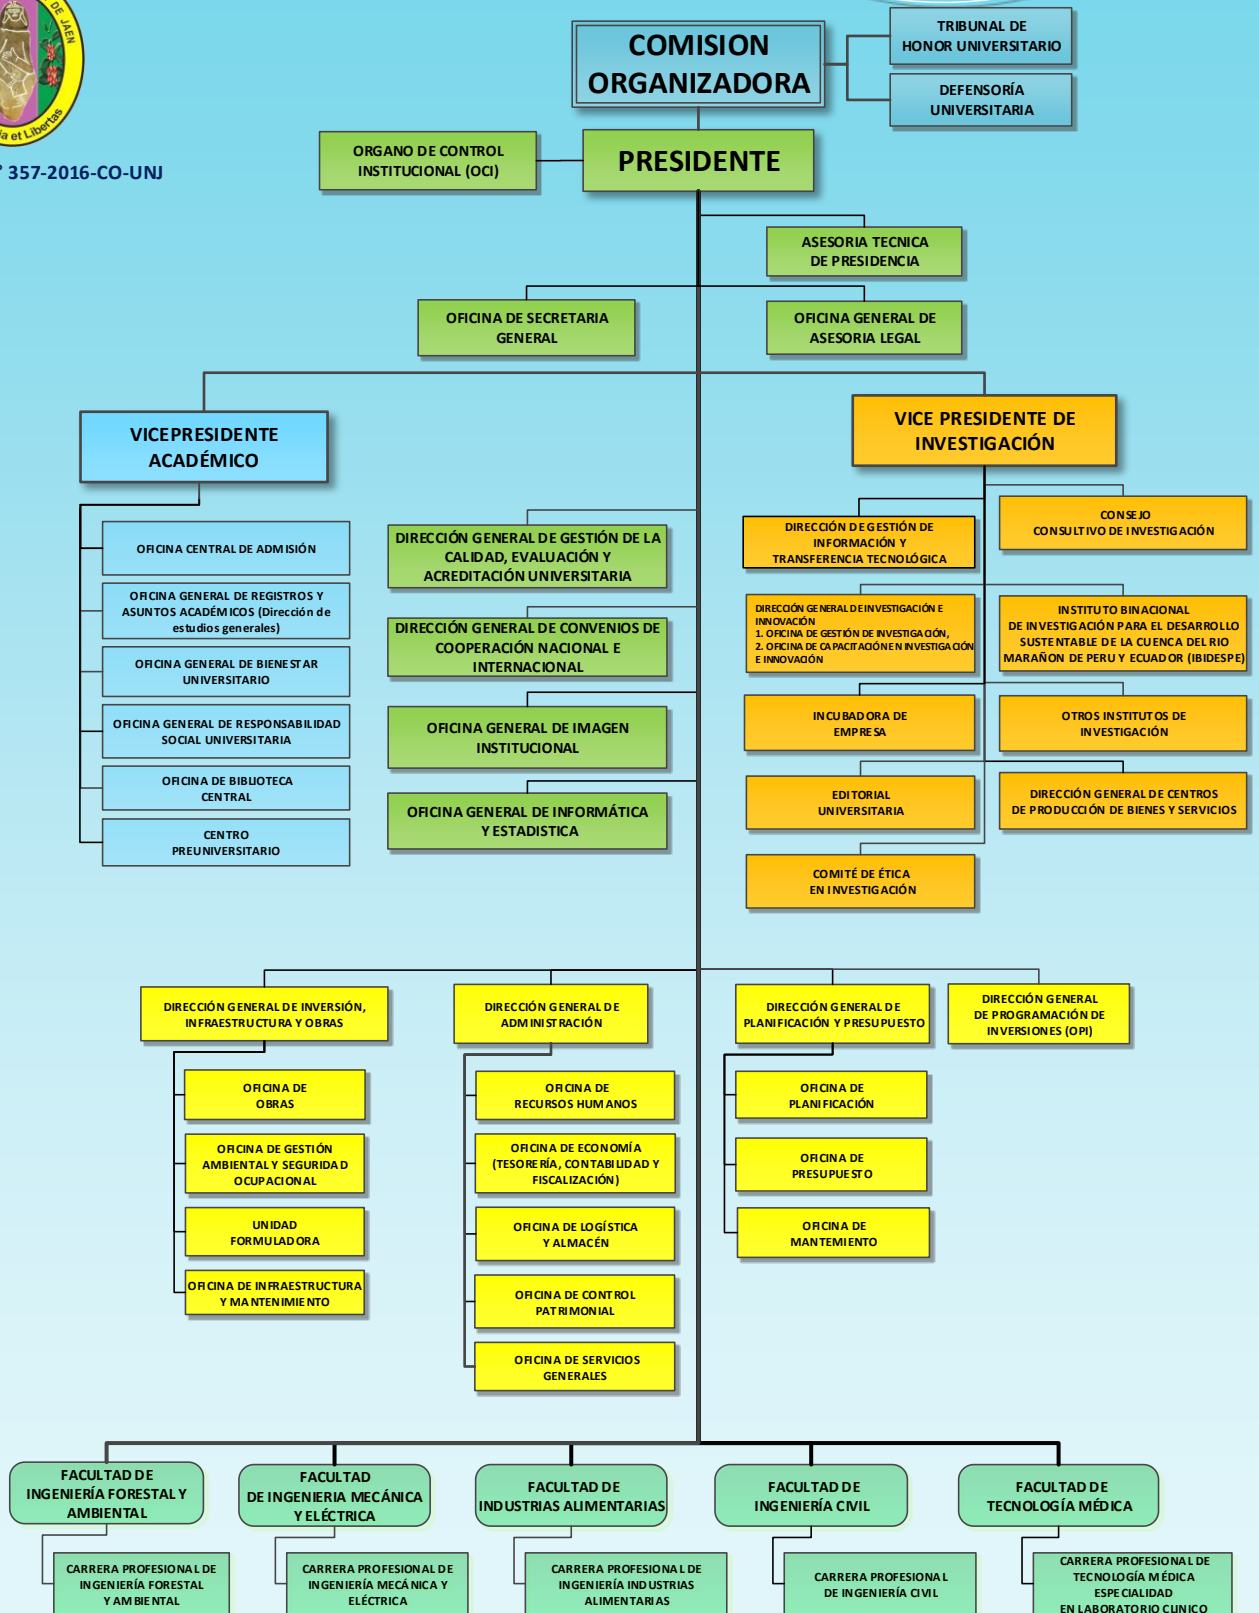 DE JAEN
ia et Libertas
° 357-2016-CO-UNJ
COMISION
ORGANIZADORA
TRIBUNAL DE
HONOR UNIVERSITARIO
DEFENSORÍA
UNIVERSITARIA
ORGANO DE CONTROL
INSTITUCIONAL (OCI)
PRESIDENTE
ASESORIA TECNICA
DE PRESIDENCIA
OFICINA DE SECRETARIA
GENERAL
OFICINA GENERAL DE
ASESORIA LEGAL
VICEPRESIDENTE
ACADÉMICO
VICE PRESIDENTE DE
INVESTIGACIÓN
OFICINA CENTRAL DE ADMISIÓN
OFICINA GENERAL DE REGISTROS Y
ASUNTOS ACADÉMICOS (Dirección de
estudios generales)
OFICINA GENERAL DE BIENESTAR
UNIVERSITARIO
OFICINA GENERAL DE RESPONSABILIDAD
SOCIAL UNIVERSITARIA
OFICINA DE BIBLIOTECA
CENTRAL
CENTRO
PREUNIVERSITARIO
DIRECCIÓN GENERAL DE GESTIÓN DE LA
CALIDAD, EVALUACIÓN Y
ACREDITACIÓN UNIVERSITARIA
DIRECCIÓN GENERAL DE CONVENIOS DE
COOPERACIÓN NACIONAL E
INTERNACIONAL
OFICINA GENERAL DE IMAGEN
INSTITUCIONAL
OFICINA GENERAL DE INFORMÁTICA
Y ESTADISTICA
DIRECCIÓN DE GESTIÓN DE
INFORMACIÓN Y
TRANSFERENCIA TECNOLÓGICA
CONSEJO
CONSULTIVO DE INVESTIGACIÓN
DIRECCIÓN GENERAL DE INVESTIGACIÓN E
INNOVACIÓN
1. OFICINA DE GESTIÓN DE INVESTIGACIÓN,
2. OFICINA DE CAPACITACIÓN EN INVESTIGACIÓN
E INNOVACIÓN
INSTITUTO BINACIONAL
DE INVESTIGACIÓN PARA EL DESARROLLO
SUSTENTABLE DE LA CUENCA DEL RIO
MARAÑON DE PERU Y ECUADOR (IBIDESPE)
INCUBADORA DE
EMPRESA
OTROS INSTITUTOS DE
INVESTIGACIÓN
EDITORIAL
UNIVERSITARIA
DIRECCIÓN GENERAL DE CENTROS
DE PRODUCCIÓN DE BIENES Y SERVICIOS
COMITÉ DE ÉTICA
EN INVESTIGACIÓN
DIRECCIÓN GENERAL DE INVERSIÓN,
INFRAESTRUCTURA Y OBRAS
DIRECCIÓN GENERAL DE
ADMINISTRACIÓN
DIRECCIÓN GENERAL DE
PLANIFICACIÓN Y PRESUPUESTO
DIRECCIÓN GENERAL
DE PROGRAMACIÓN DE
INVERSIONES (OPI)
OFICINA DE
OBRAS
OFICINA DE GESTIÓN
AMBIENTAL Y SEGURIDAD
OCUPACIONAL
UNIDAD
FORMULADORA
OFICINA DE INFRAESTRUCTURA
Y MANTENIMIENTO
OFICINA DE
RECURSOS HUMANOS
OFICINA DE ECONOMÍA
(TESORERÍA, CONTABILIDAD Y
FISCALIZACIÓN)
OFICINA DE LOGÍSTICA
Y ALMACÉN
OFICINA DE CONTROL
PATRIMONIAL
OFICINA DE SERVICIOS
GENERALES
OFICINA DE
PLANIFICACIÓN
OFICINA DE
PRESUPUESTO
OFICINA DE
MANTEMIENTO
FACULTAD DE
INGENIERÍA FORESTAL Y
AMBIENTAL
FACULTAD
DE INGENIERIA MECÁNICA
Y ELÉCTRICA
FACULTAD DE
INDUSTRIAS ALIMENTARIAS
FACULTAD DE
INGENIERÍA CIVIL
FACULTAD DE
TECNOLOGÍA MÉDICA
CARRERA PROFESIONAL DE
INGENIERÍA FORESTAL
Y AMBIENTAL
CARRERA PROFESIONAL DE
INGENIERÍA MECÁNICA Y
ELÉCTRICA
CARRERA PROFESIONAL DE
INGENIERÍA INDUSTRIAS
ALIMENTARIAS
CARRERA PROFESIONAL
DE INGENIERÍA CIVIL
CARRERA PROFESIONAL DE
TECNOLOGÍA MÉDICA
ESPECIALIDAD
EN LABORATORIO CLINICO